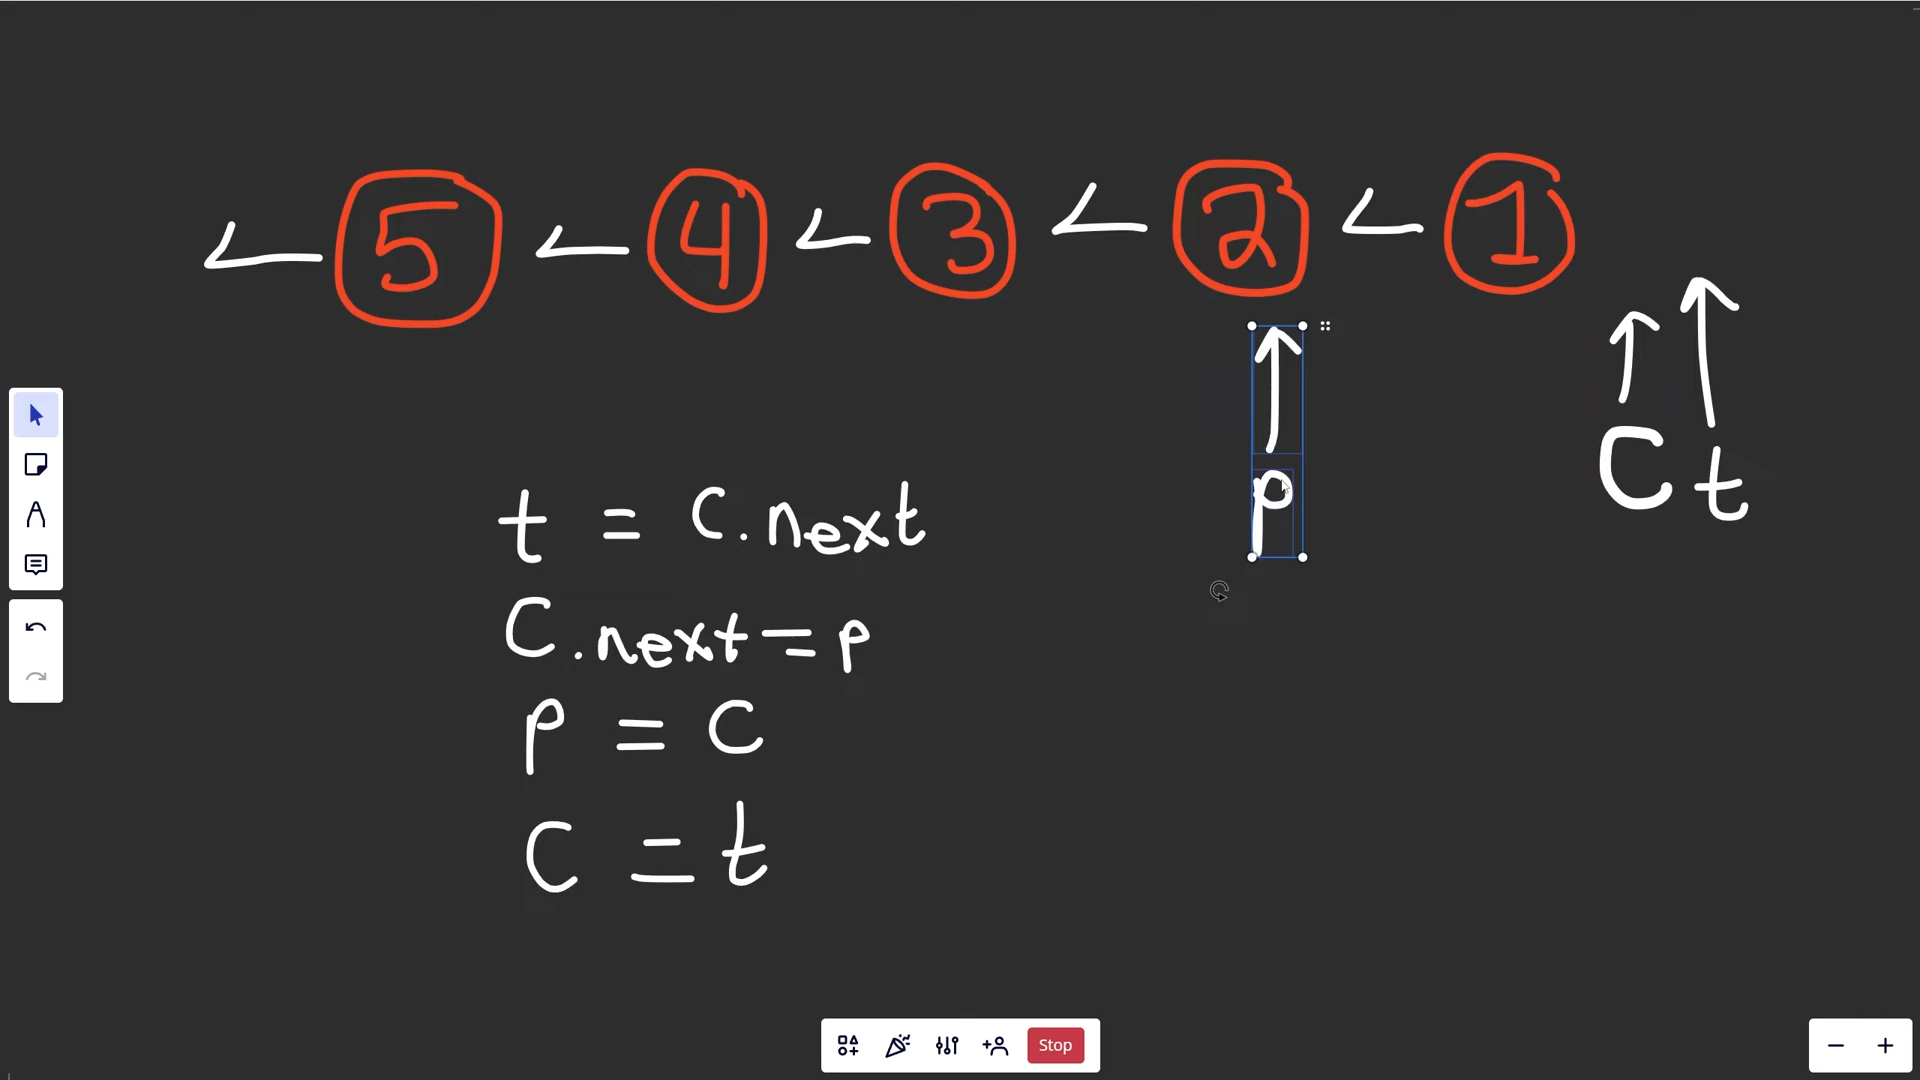 5 4 3 2 1
p
C t
t = C.next
C.next = p
p = C
C = t
Stop